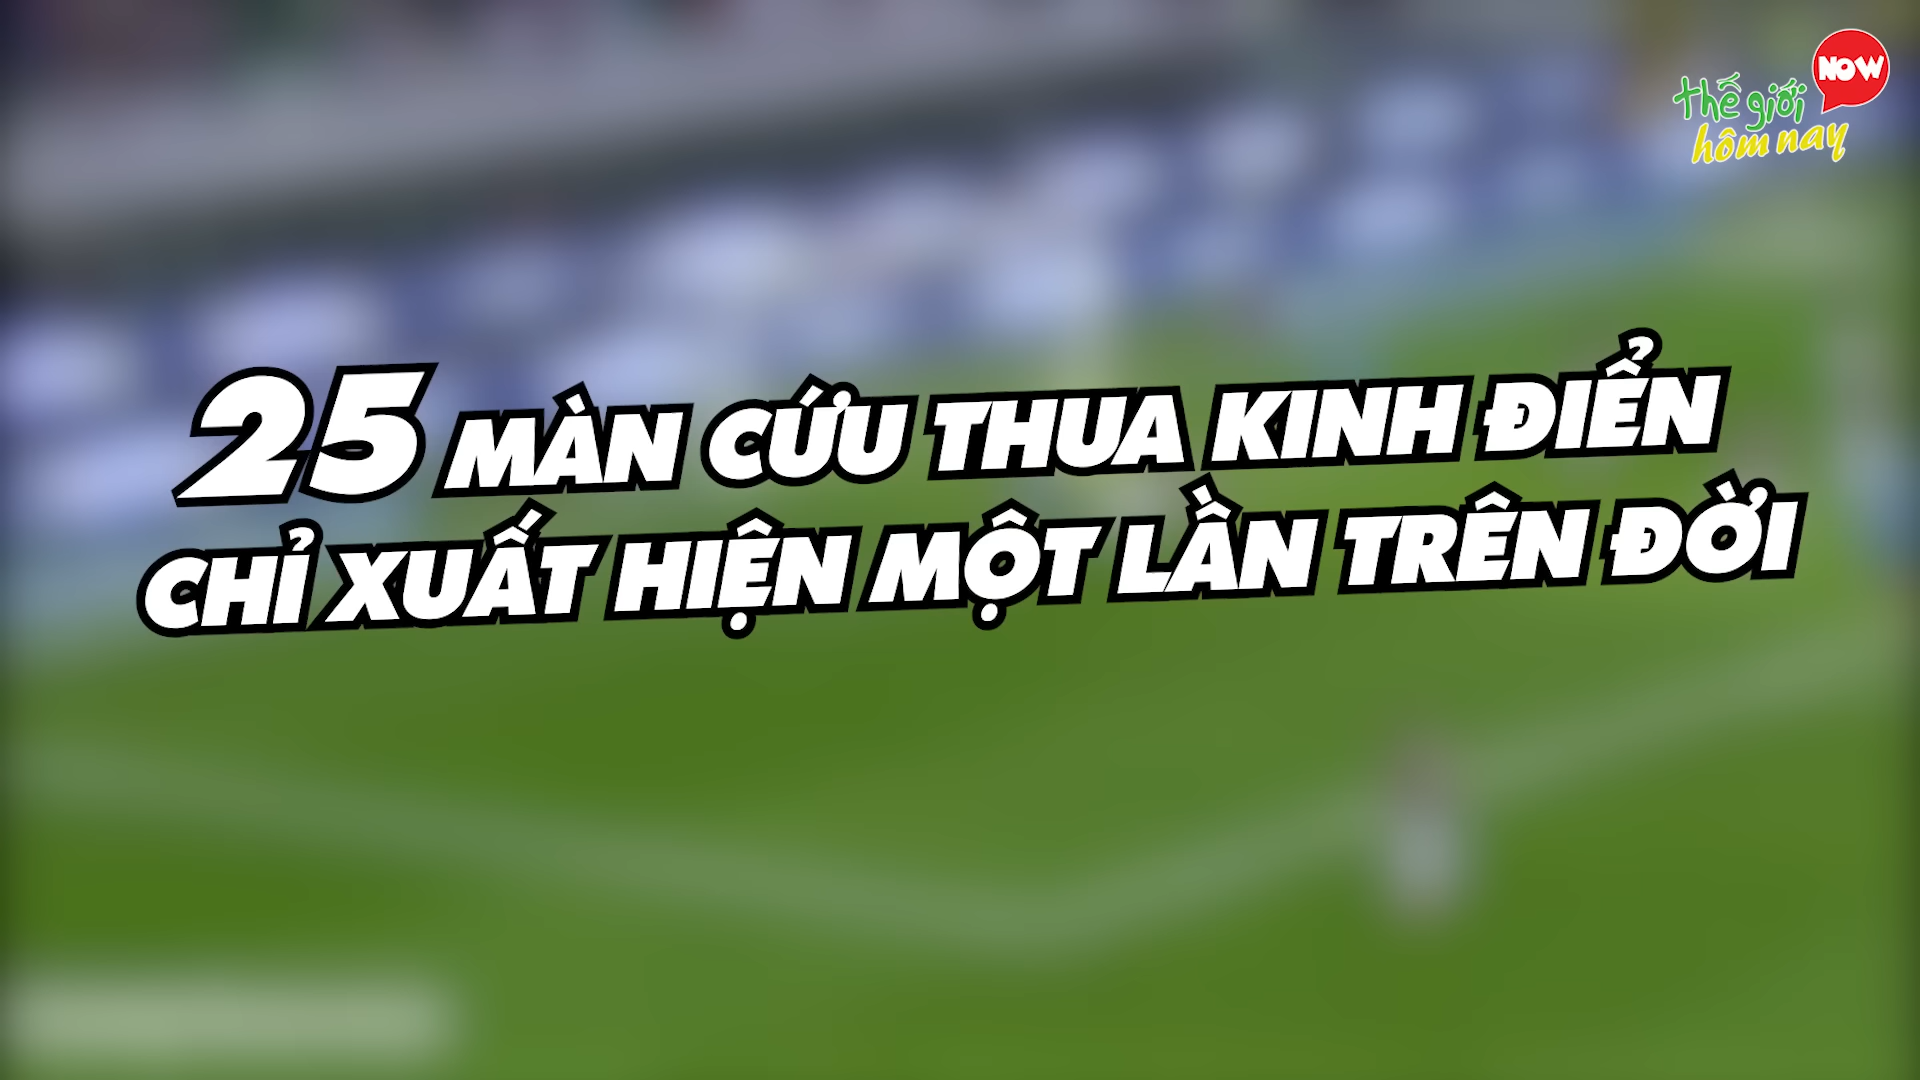 NOW
thế giới
hôm nay
25 MÀN CỨU THUA KINH ĐIỂN
CHỈ XUẤT HIỆN MỘT LẦN TRÊN ĐỜI